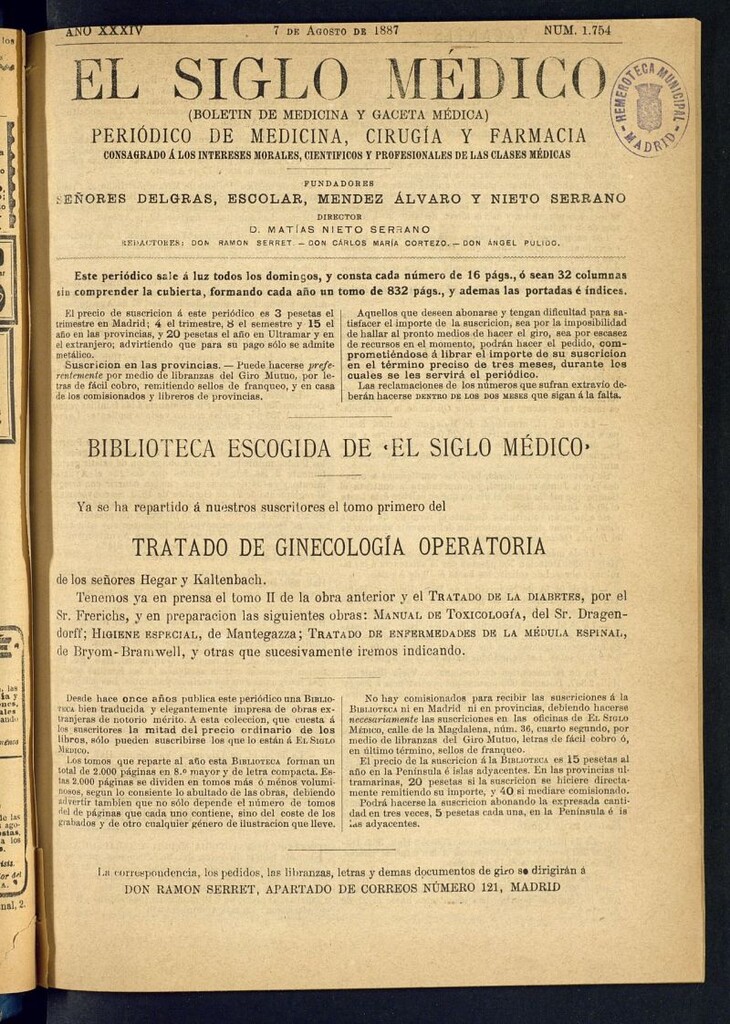 AÑO XXXIV
7 DE AGOSTO DE 1887
NÚM. 1.754
EL SIGLO MÉDICO
(BOLETIN DE MEDICINA Y GACETA MÉDICA)
PERIÓDICO DE MEDICINA, CIRUGÍA Y FARMACIA
CONSAGRADO Á LOS INTERESES MORALES, CIENTIFICOS Y PROFESIONALES DE LAS CLASES MÉDICAS
HEMEROTECA MUNICIPAL
MADRID
FUNDADORES
SEÑORES DELGRAS, ESCOLAR, MENDEZ ÁLVARO Y NIETO SERRANO
DIRECTOR
D. MATÍAS NIETO SERRANO
REDACTORES: DON RAMON SERRET. — DON CÁRLOS MARÍA CORTEZO. — DON ÁNGEL PULIDO.
Este periódico sale á luz todos los domingos, y consta cada número de 16 págs., ó sean 32 columnas
sin comprender la cubierta, formando cada año un tomo de 832 págs., y ademas las portadas é índices.
El precio de suscricion á este periódico es 3 pesetas el
trimestre en Madrid; 4 el trimestre, 8 el semestre y 15 el
año en las provincias, y 20 pesetas el año en Ultramar y en
el extranjero; advirtiendo que para su pago sólo se admite
metálico.
Suscricion en las provincias. — Puede hacerse prefe-
rentemente por medio de libranzas del Giro Mutuo, por le-
tras de fácil cobro, remitiendo sellos de franqueo, y en casa
de los comisionados y libreros de provincias.
Aquellos que deseen abonarse y tengan dificultad para sa-
tisfacer el importe de la suscricion, sea por la imposibilidad
de hallar al pronto medios de hacer el giro, sea por escasez
de recursos en el momento, podrán hacer el pedido, com-
prometiéndose á librar el importe de su suscricion
en el término preciso de tres meses, durante los
cuales se les servirá el periódico.
Las reclamaciones de los números que sufran extravío de-
berán hacerse DENTRO DE LOS DOS MESES que sigan á la falta.
BIBLIOTECA ESCOGIDA DE «EL SIGLO MÉDICO»
Ya se ha repartido á nuestros suscritores el tomo primero del
TRATADO DE GINECOLOGÍA OPERATORIA
de los señores Hegar y Kaltenbach.
Tenemos ya en prensa el tomo II de la obra anterior y el TRATADO DE LA DIABETES, por el
Sr. Frerichs, y en preparacion las siguientes obras: MANUAL DE TOXICOLOGÍA, del Sr. Dragen-
dorff; HIGIENE ESPECIAL, de Mantegazza; TRATADO DE ENFERMEDADES DE LA MÉDULA ESPINAL,
de Bryom-Bramwell, y otras que sucesivamente iremos indicando.
Desde hace once años publica este periódico una BIBLIO-
TECA bien traducida y elegantemente impresa de obras ex-
tranjeras de notorio mérito. A esta coleccion, que cuesta á
los suscritores la mitad del precio ordinario de los
libros, sólo pueden suscribirse los que lo están á EL SIGLO
MÉDICO.
Los tomos que reparte al año esta BIBLIOTECA forman un
total de 2.000 páginas en 8.º mayor y de letra compacta. Es-
tas 2.000 páginas se dividen en tomos más ó ménos volumi-
nosos, segun lo consiente lo abultado de las obras, debiendo
advertir tambien que no sólo depende el número de tomos
del de páginas que cada uno contiene, sino del coste de los
grabados y de otro cualquier género de ilustracion que lleve.
No hay comisionados para recibir las suscriciones á la
BIBLIOTECA ni en Madrid ni en provincias, debiendo hacerse
necesariamente las suscriciones en las oficinas de EL SIGLO
MÉDICO, calle de la Magdalena, núm. 36, cuarto segundo, por
medio de libranzas del Giro Mutuo, letras de fácil cobro ó,
en último término, sellos de franqueo.
El precio de la suscricion á la BIBLIOTECA es 15 pesetas al
año en la Península é islas adyacentes. En las provincias ul-
tramarinas, 20 pesetas si la suscricion se hiciere directa-
mente remitiendo su importe, y 40 si mediare comisionado.
Podrá hacerse la suscricion abonando la expresada canti-
dad en tres veces, 5 pesetas cada una, en la Península é is
las adyacentes.
La correspondencia, los pedidos, las libranzas, letras y demas documentos de giro se dirigirán á
DON RAMON SERRET, APARTADO DE CORREOS NÚMERO 121, MADRID